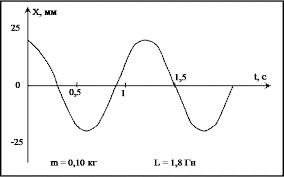 X, мм
25
t, c
1,5
0
0,5
1
-25
m = 0,10 кг
L = 1,8 Гн